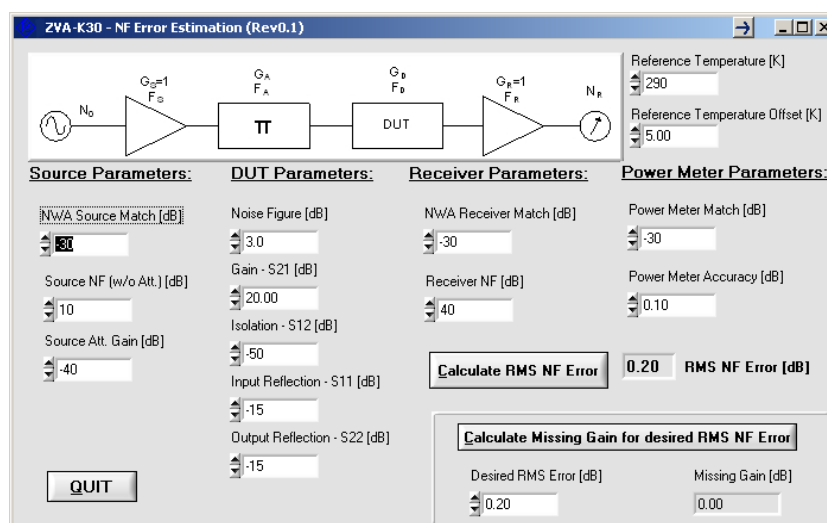 ZVA-K30 - NF Error Estimation (Rev0.1)
Reference Temperature [K]
290
Reference Temperature Offset [K]
5.00
N₀
G_G=1
F_G
G_A
F_A
π
G_D
F_D
DUT
G_R=1
F_R
N_R
Source Parameters:
NWA Source Match [dB]
-30
Source NF (w/o Att.) [dB]
10
Source Att. Gain [dB]
-40
QUIT
DUT Parameters:
Noise Figure [dB]
3.0
Gain - S21 [dB]
20.00
Isolation - S12 [dB]
-50
Input Reflection - S11 [dB]
-15
Output Reflection - S22 [dB]
-15
Receiver Parameters:
NWA Receiver Match [dB]
-30
Receiver NF [dB]
40
Power Meter Parameters:
Power Meter Match [dB]
-30
Power Meter Accuracy [dB]
0.10
Calculate RMS NF Error
0.20 RMS NF Error [dB]
Calculate Missing Gain for desired RMS NF Error
Desired RMS Error [dB]
0.20
Missing Gain [dB]
0.00